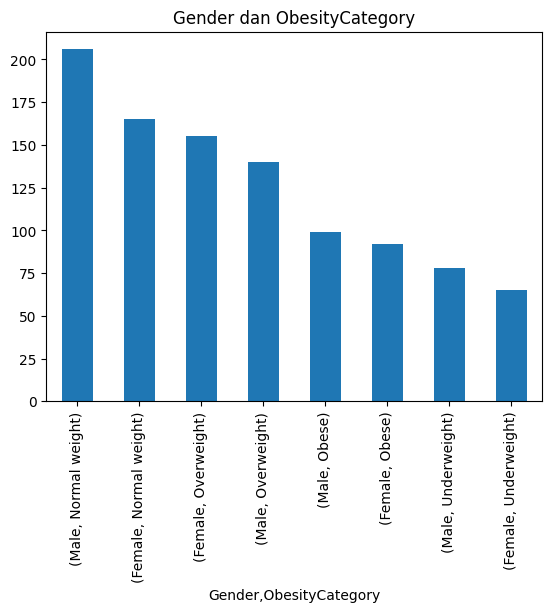 Gender dan ObesityCategory
200
175
150
125
100
75
50
25
0
(Male, Normal weight)
(Female, Normal weight)
(Female, Overweight)
(Male, Overweight)
(Male, Obese)
(Female, Obese)
(Male, Underweight)
(Female, Underweight)
Gender,ObesityCategory